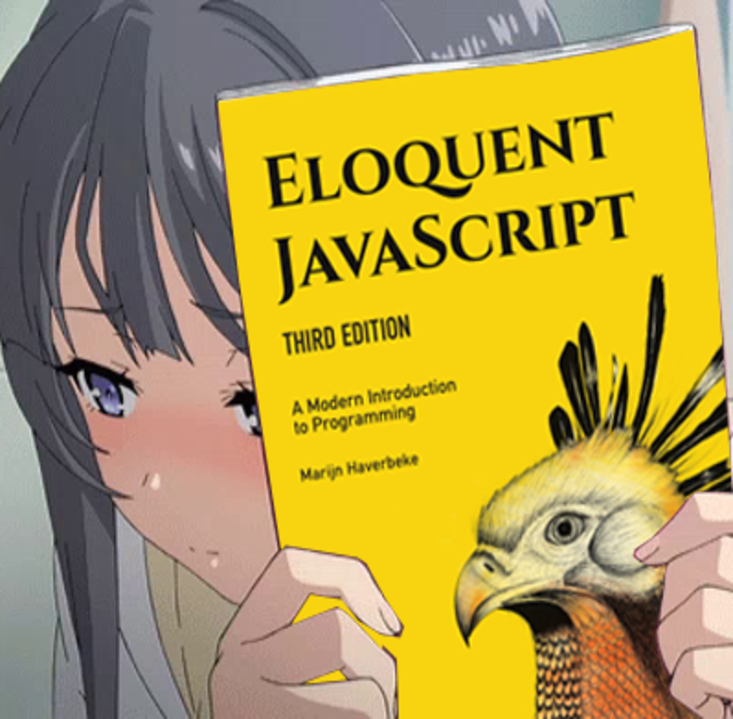 ELOQUENT
JAVASCRIPT
THIRD EDITION
A Modern Introduction
to Programming
Marijn Haverbeke